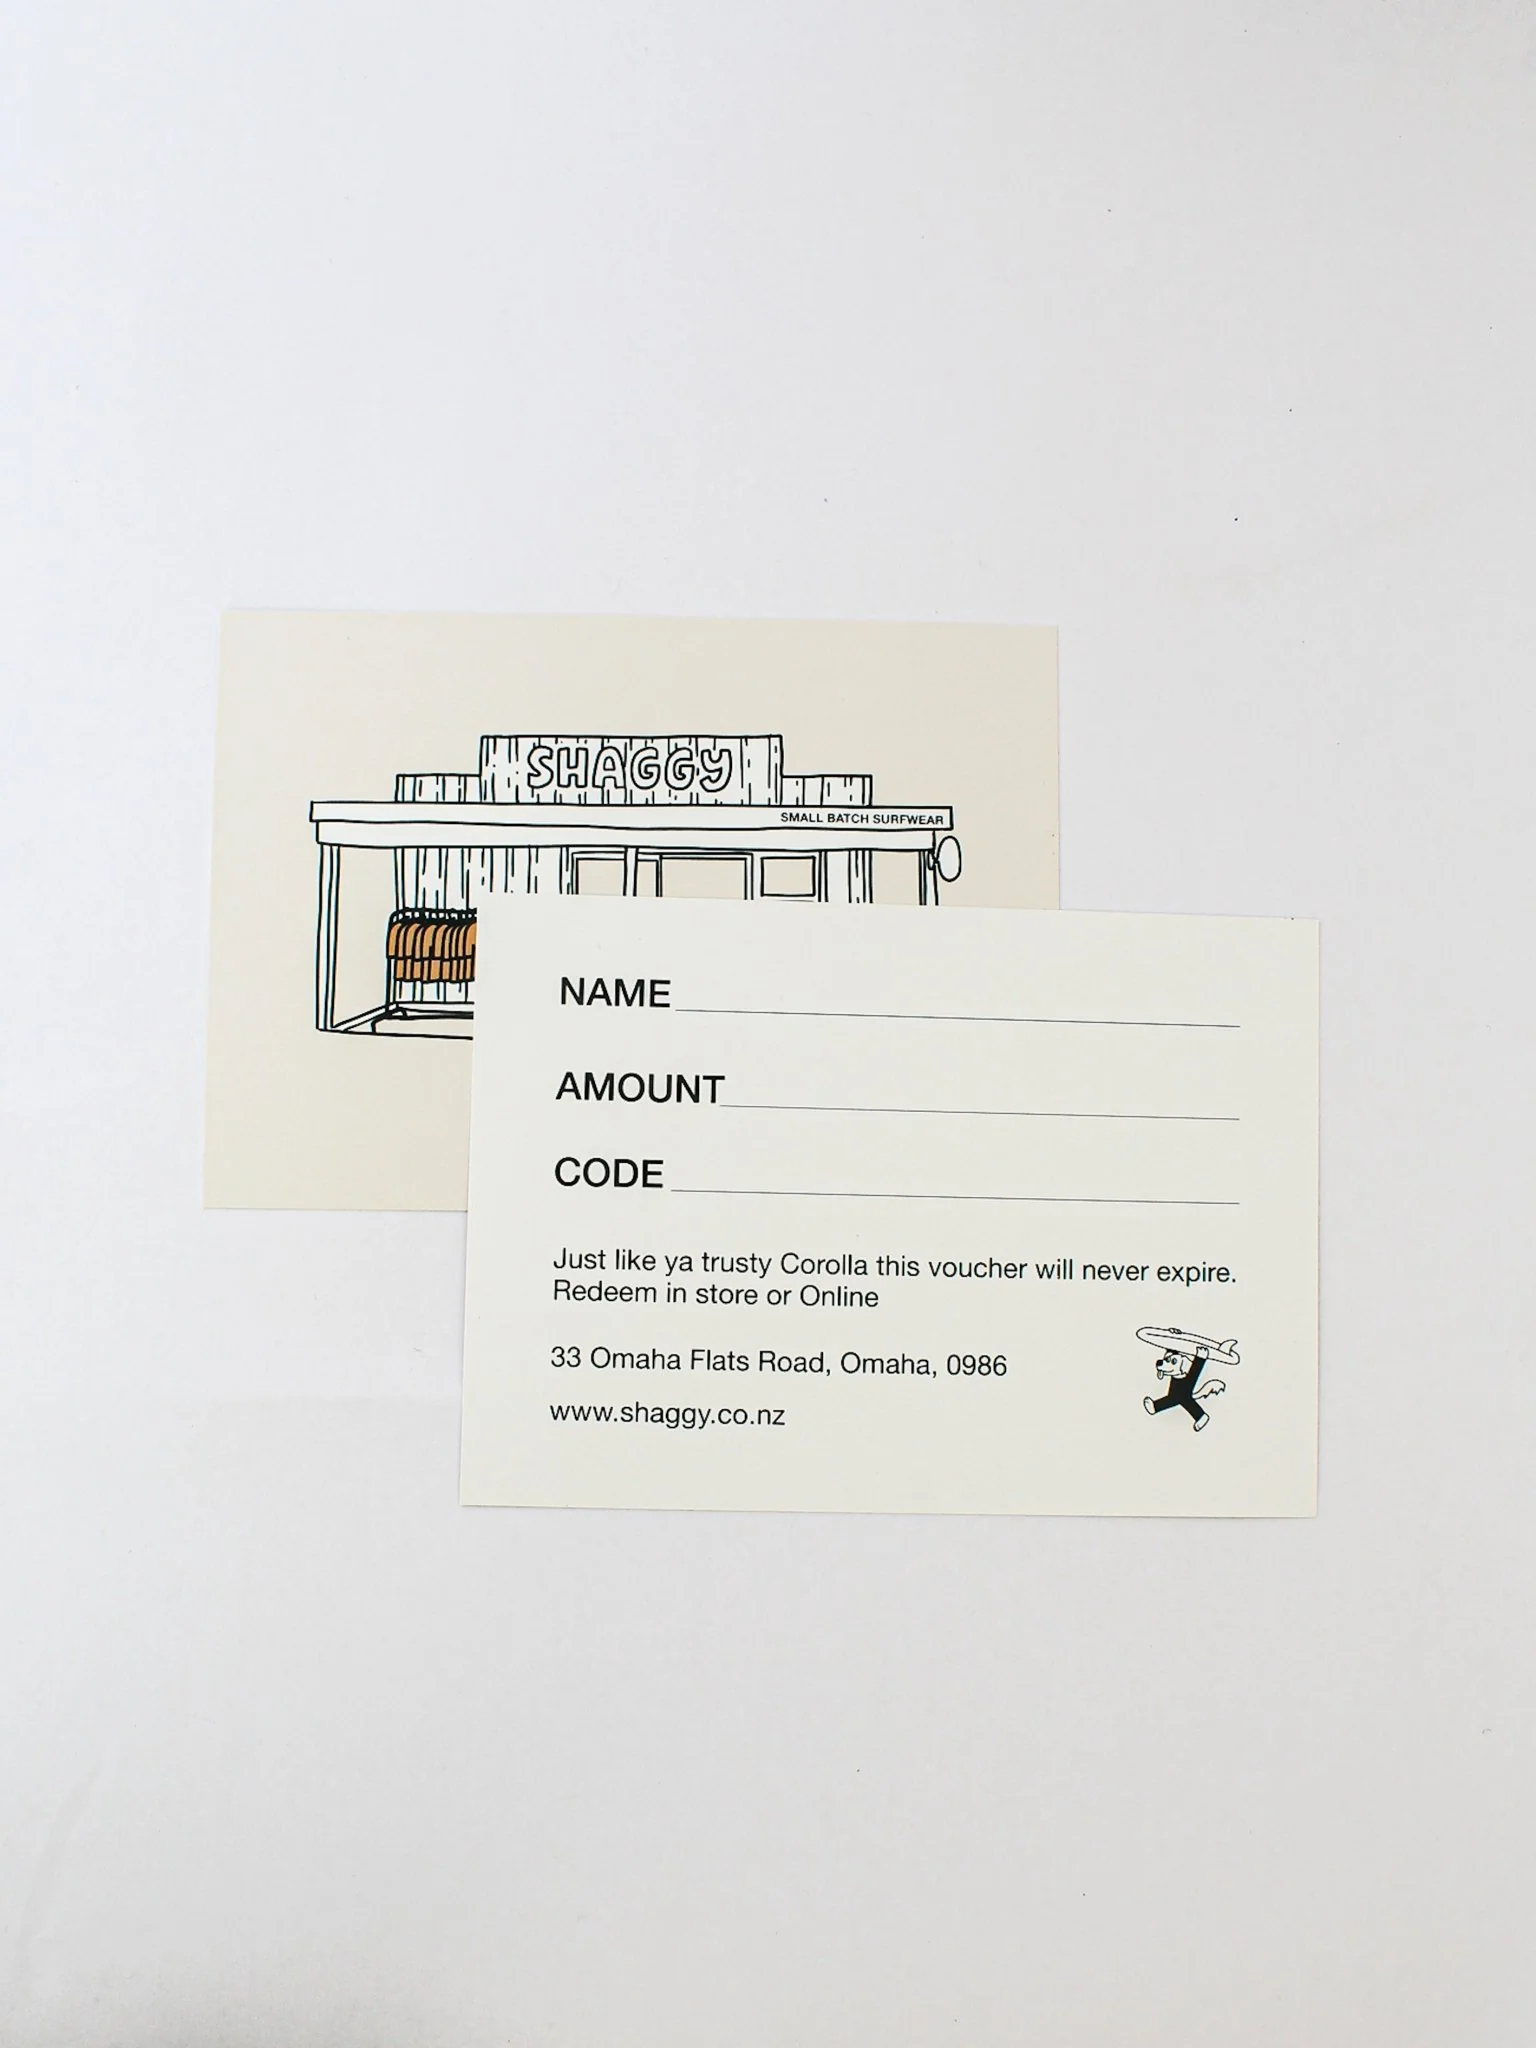 SHAGGY
SMALL BATCH SURFWEAR
NAME
AMOUNT
CODE
Just like ya trusty Corolla this voucher will never expire.
Redeem in store or Online
33 Omaha Flats Road, Omaha, 0986
www.shaggy.co.nz